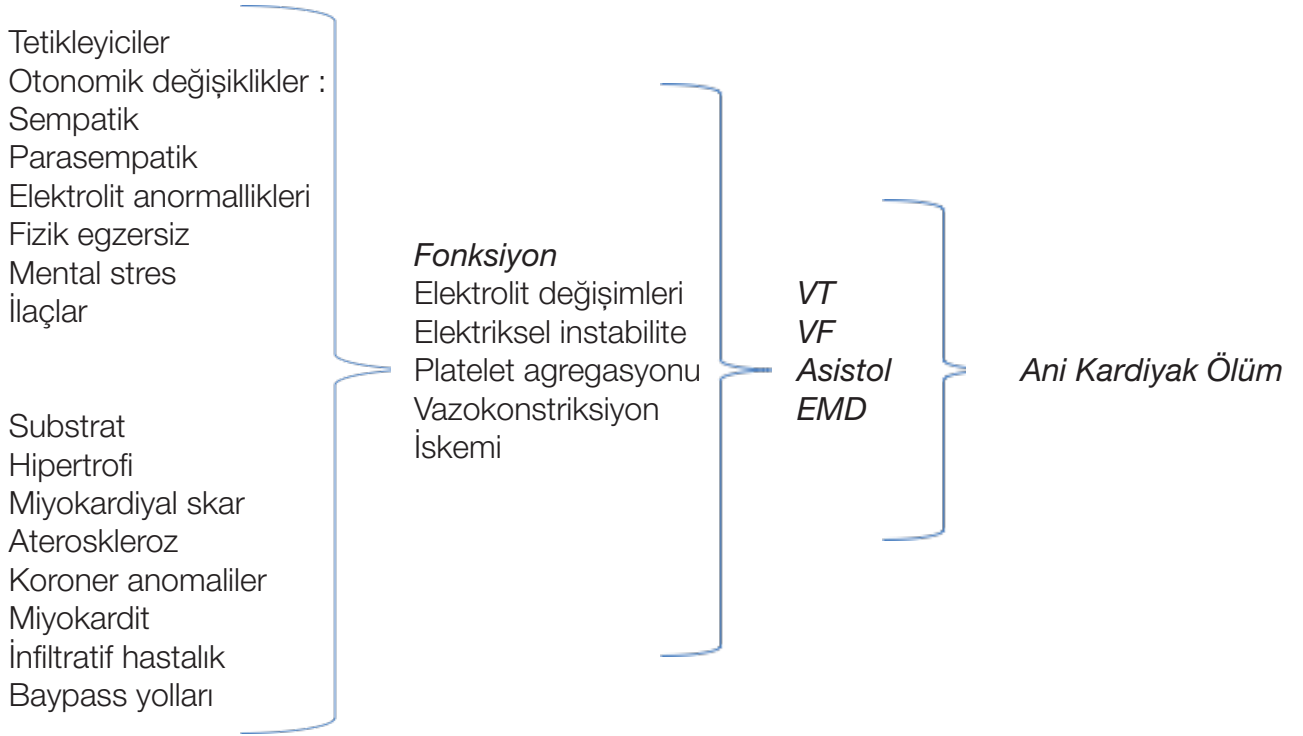 Tetikleyiciler
Otonomik değişiklikler :
Sempatik
Parasempatik
Elektrolit anormallikleri
Fizik egzersiz
Mental stres
İlaçlar
Substrat
Hipertrofi
Miyokardiyal skar
Ateroskleroz
Koroner anomaliler
Miyokardit
İnfiltratif hastalık
Baypass yolları
Fonksiyon
Elektrolit değişimleri
Elektriksel instabilite
Platelet agregasyonu
Vazokonstriksiyon
İskemi
VT
VF
Asistol
EMD
Ani Kardiyak Ölüm